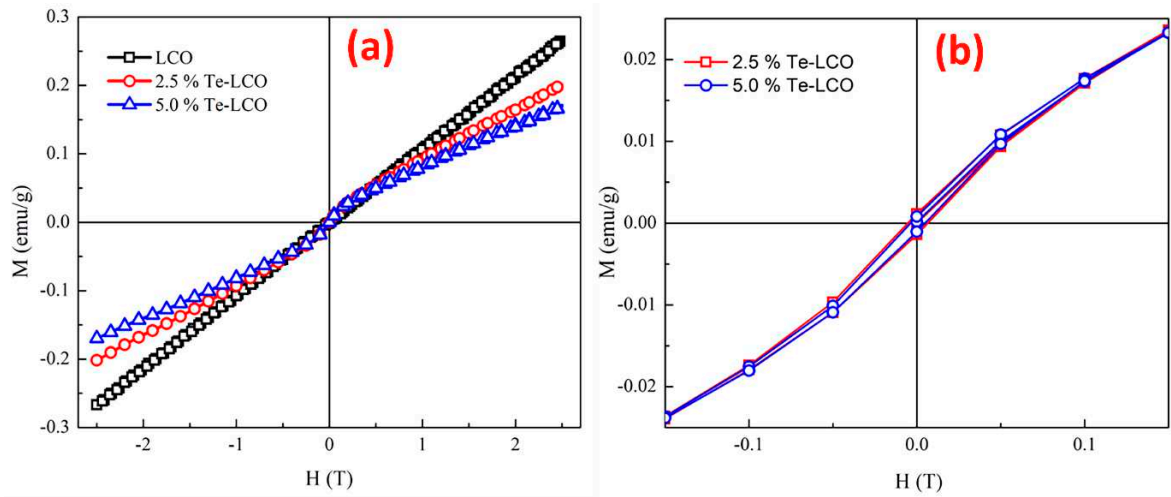 (a)
LCO
2.5 % Te-LCO
5.0 % Te-LCO
M (emu/g)
0.3
0.2
0.1
0.0
-0.1
-0.2
-0.3
-2
-1
0
1
2
H (T)
(b)
2.5 % Te-LCO
5.0 % Te-LCO
M (emu/g)
0.02
0.01
0.00
-0.01
-0.02
-0.1
0.0
0.1
H (T)